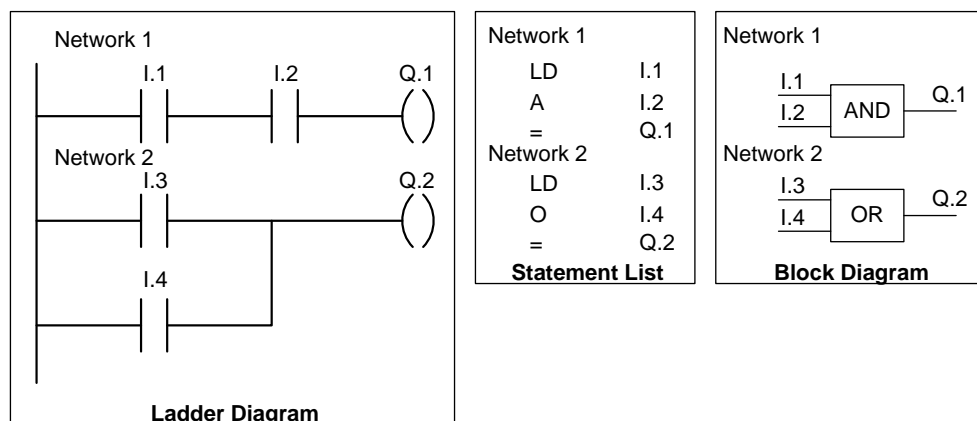 Network 1
I.1 I.2 Q.1
Network 2
I.3 Q.2
I.4
Ladder Diagram
Network 1
LD I.1
A I.2
= Q.1
Network 2
LD I.3
O I.4
= Q.2
Statement List
Network 1
I.1
I.2
AND
Q.1
Network 2
I.3
I.4
OR
Q.2
Block Diagram